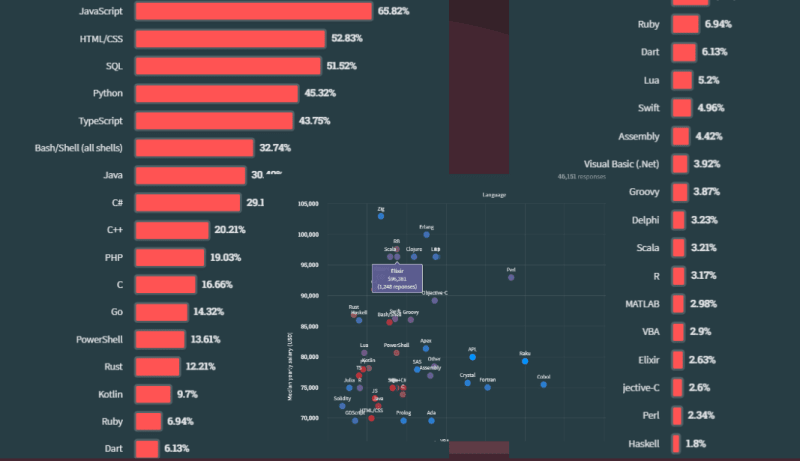 JavaScript 65.82%
HTML/CSS 52.83%
SQL 51.52%
Python 45.32%
TypeScript 43.75%
Bash/Shell (all shells) 32.74%
Java 30.
C# 29.1
C++ 20.21%
PHP 19.03%
C 16.66%
Go 14.32%
PowerShell 13.61%
Rust 12.21%
Kotlin 9.7%
Ruby 6.94%
Dart 6.13%
Language
105,000
100,000
95,000
90,000
85,000
80,000
75,000
70,000
Median yearly salary (USD)
Zig
Erlang
Scala
Clojure
Elixir
$96,381
(1,248 reponses)
Perl
Objective-C
Rust
Haskell
Groovy
Lua
PowerShell
Apex
Other
Kotlin
SAS
Assembly
APL
Raku
Julia
R
Crystal
Fortran
Cobol
JS
Java
Solidity
GDScript
HTML/CSS
Prolog
Ada
46,151 responses
Ruby 6.94%
Dart 6.13%
Lua 5.2%
Swift 4.96%
Assembly 4.42%
Visual Basic (.Net) 3.92%
Groovy 3.87%
Delphi 3.23%
Scala 3.21%
R 3.17%
MATLAB 2.98%
VBA 2.9%
Elixir 2.63%
jective-C 2.6%
Perl 2.34%
Haskell 1.8%